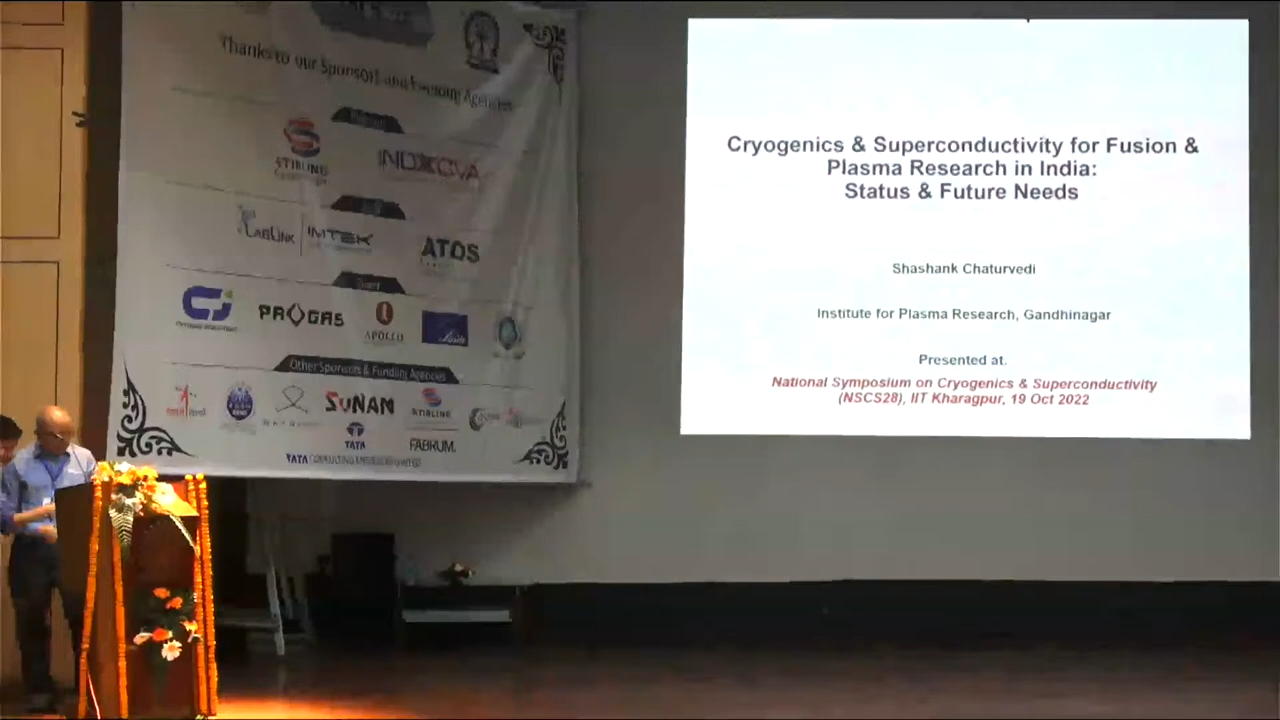 Thanks to our Sponsors and Funding Agencies
STIRLING
INOXCVA
LABLINK
IMTEK
ATOS
PROGAS
APOLLO
Linde
Other Sponsors & Funding Agencies
SUNAN
STIRLING
TATA
FABRUM
TATA CONSULTING ENGINEERS LIMITED
Cryogenics & Superconductivity for Fusion &
Plasma Research in India:
Status & Future Needs
Shashank Chaturvedi
Institute for Plasma Research, Gandhinagar
Presented at.
National Symposium on Cryogenics & Superconductivity
(NSCS28), IIT Kharagpur, 19 Oct 2022